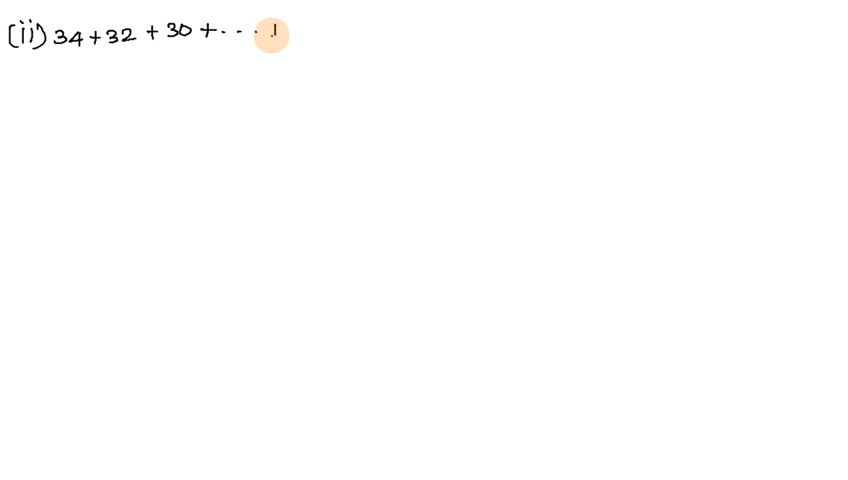 (ii) 34 + 32 + 30 + ....